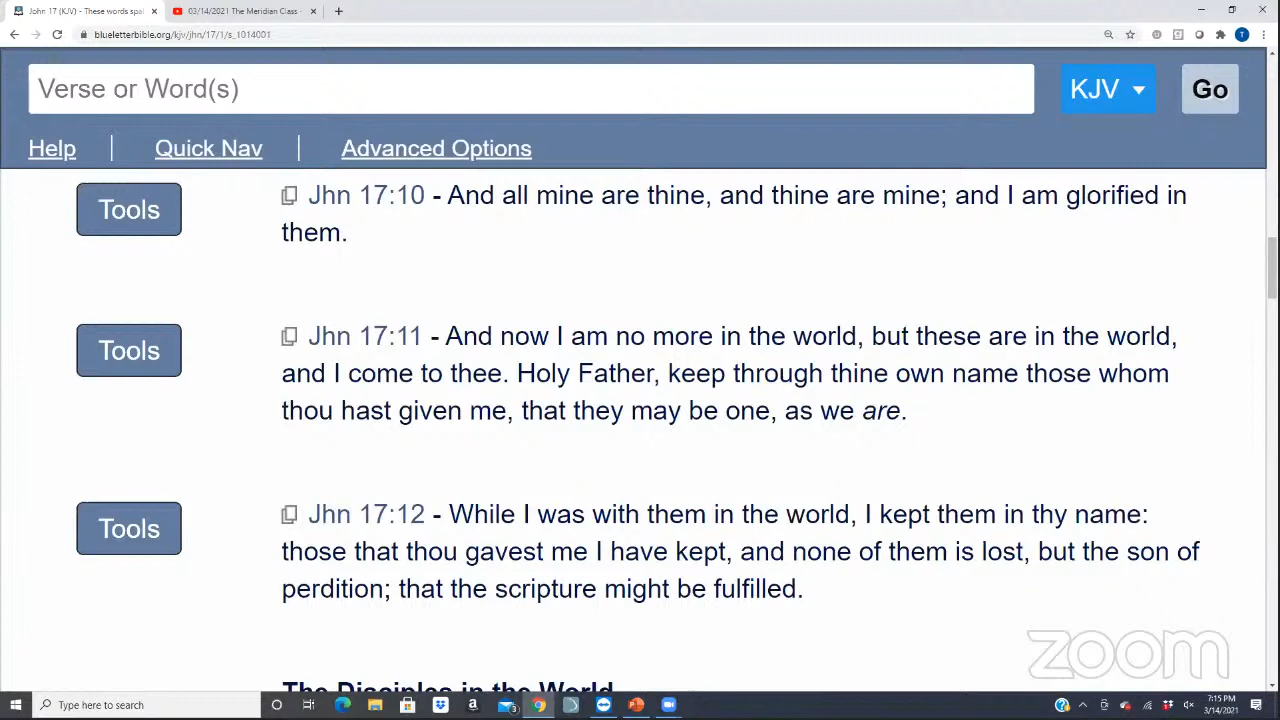 John 17 (KJV) - These words spal
03/14/2021 The Meridian Class -
blueletterbible.org/kjv/jhn/17/1/s_1014001
T
Verse or Word(s)
KJV
Go
Help
Quick Nav
Advanced Options
Tools
Jhn 17:10 - And all mine are thine, and thine are mine; and I am glorified in
them.
Tools
Jhn 17:11 - And now I am no more in the world, but these are in the world,
and I come to thee. Holy Father, keep through thine own name those whom
thou hast given me, that they may be one, as we are.
Tools
Jhn 17:12 - While I was with them in the world, I kept them in thy name:
those that thou gavest me I have kept, and none of them is lost, but the son of
perdition; that the scripture might be fulfilled.
The Disciples in the World
zoom
Type here to search
7:15 PM
3/14/2021